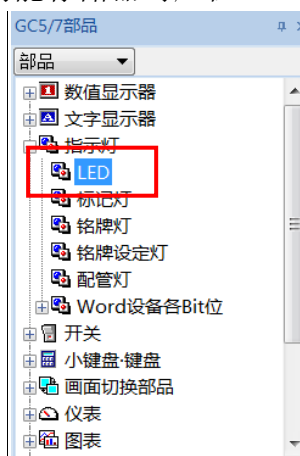 GC5/7部品
部品
数值显示器
文字显示器
指示灯
LED
标记灯
铭牌灯
铭牌设定灯
配管灯
Word设备各Bit位
开关
小键盘·键盘
画面切换部品
仪表
图表